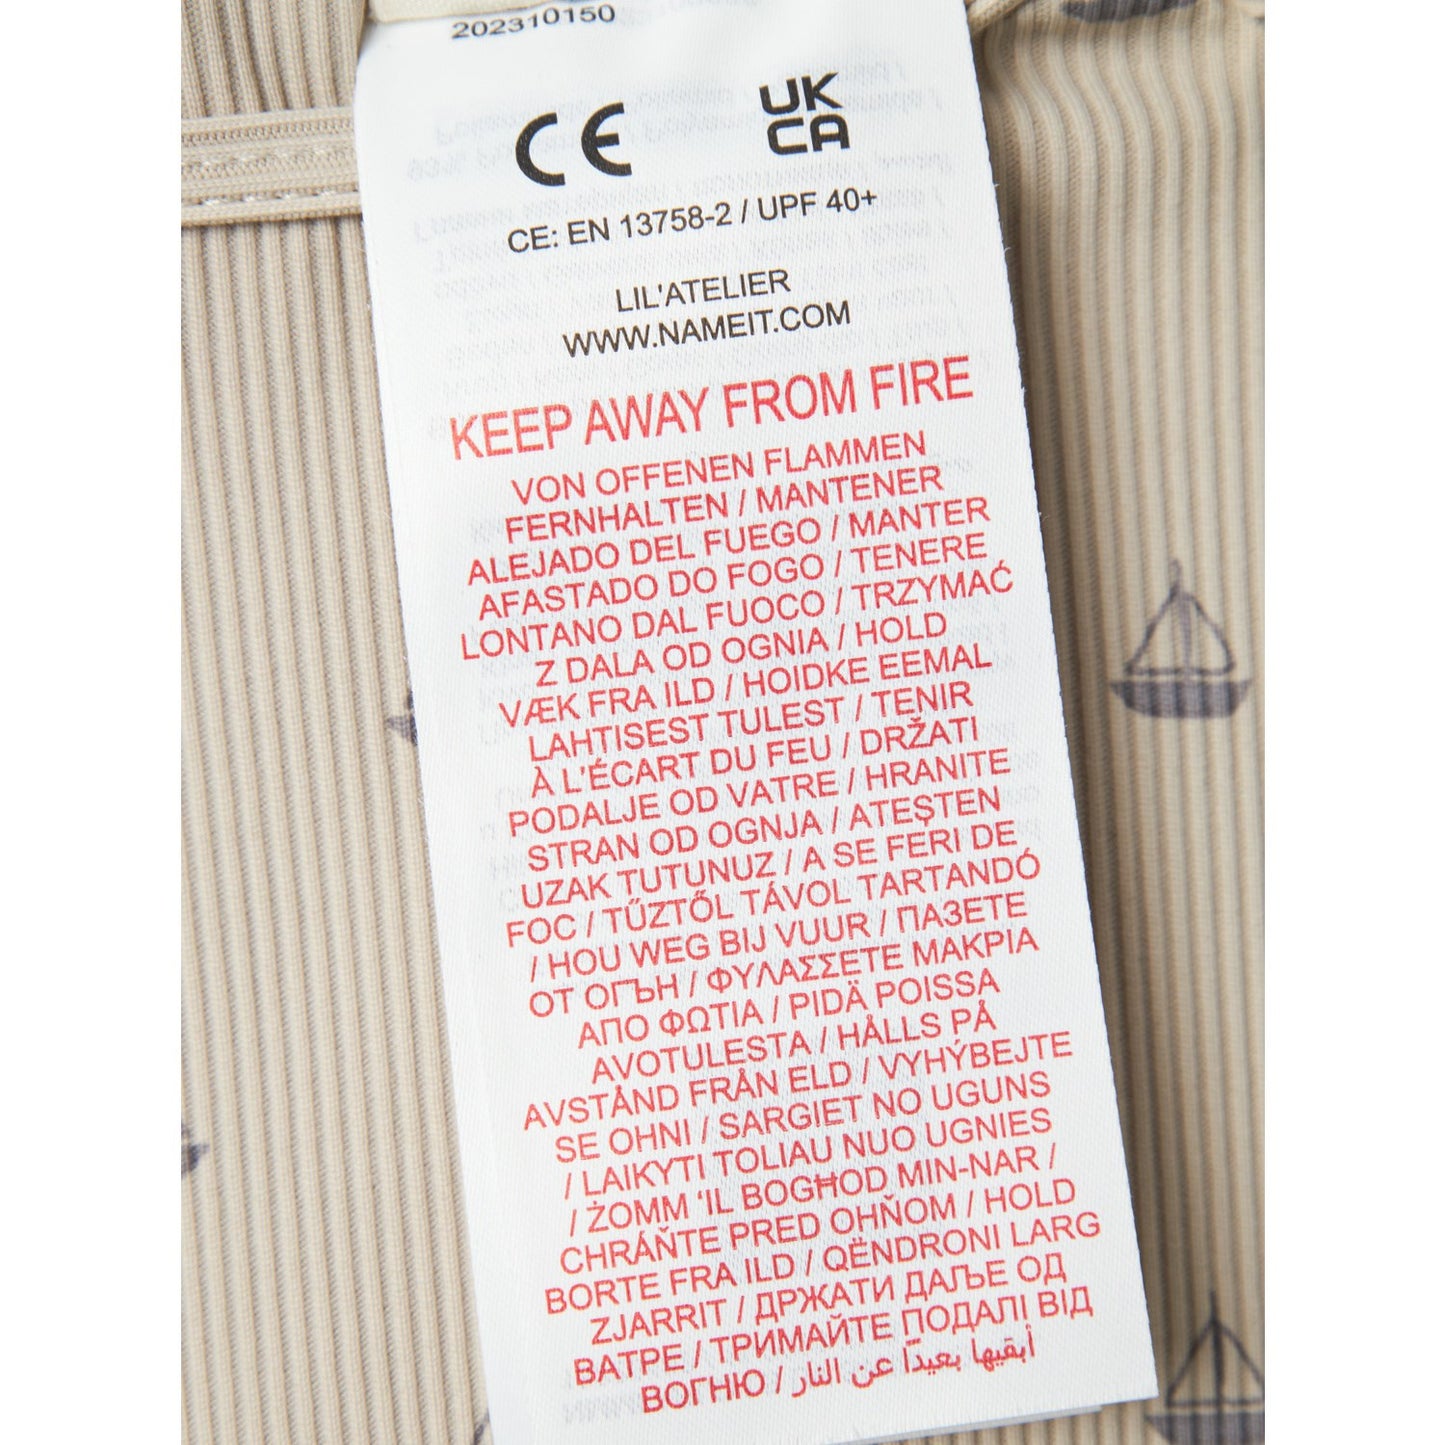 202310150
CE
UK
CA
CE: EN 13758-2 / UPF 40+
LIL'ATELIER
WWW.NAMEIT.COM
KEEP AWAY FROM FIRE
VON OFFENEN FLAMMEN
FERNHALTEN / MANTENER
ALEJADO DEL FUEGO / MANTER
AFASTADO DO FOGO / TENERE
LONTANO DAL FUOCO / TRZYMAĆ
Z DALA OD OGNIA / HOLD
VÆK FRA ILD / HOIDKE EEMAL
LAHTISEST TULEST / TENIR
À L'ÉCART DU FEU / DRŽATI
PODALJE OD VATRE / HRANITE
STRAN OD OGNJA / ATEŞTEN
UZAK TUTUNUZ / A SE FERI DE
FOC / TŰZTŐL TÁVOL TARTANDÓ
/ HOU WEG BIJ VUUR / ПАЗЕТЕ
ОТ ОГЪН / ΦΥΛΑΣΣΕΤΕ ΜΑΚΡΙΑ
ΑΠΟ ΦΩΤΙΑ / PIDÄ POISSA
AVOTULESTA / HÅLLS PÅ
AVSTÅND FRÅN ELD / VYHÝBEJTE
SE OHNI / SARGIET NO UGUNS
/ LAIKYTI TOLIAU NUO UGNIES
/ ŻOMM 'IL BOGĦOD MIN-NAR /
CHRÁŇTE PRED OHŇOM / HOLD
BORTE FRA ILD / QËNDRONI LARG
ZJARRIT / ДРЖАТИ ДАЉЕ ОД
ВАТРЕ / ТРИМАЙТЕ ПОДАЛІ ВІД
ВОГНЮ / أبقيها بعيدًا عن النار